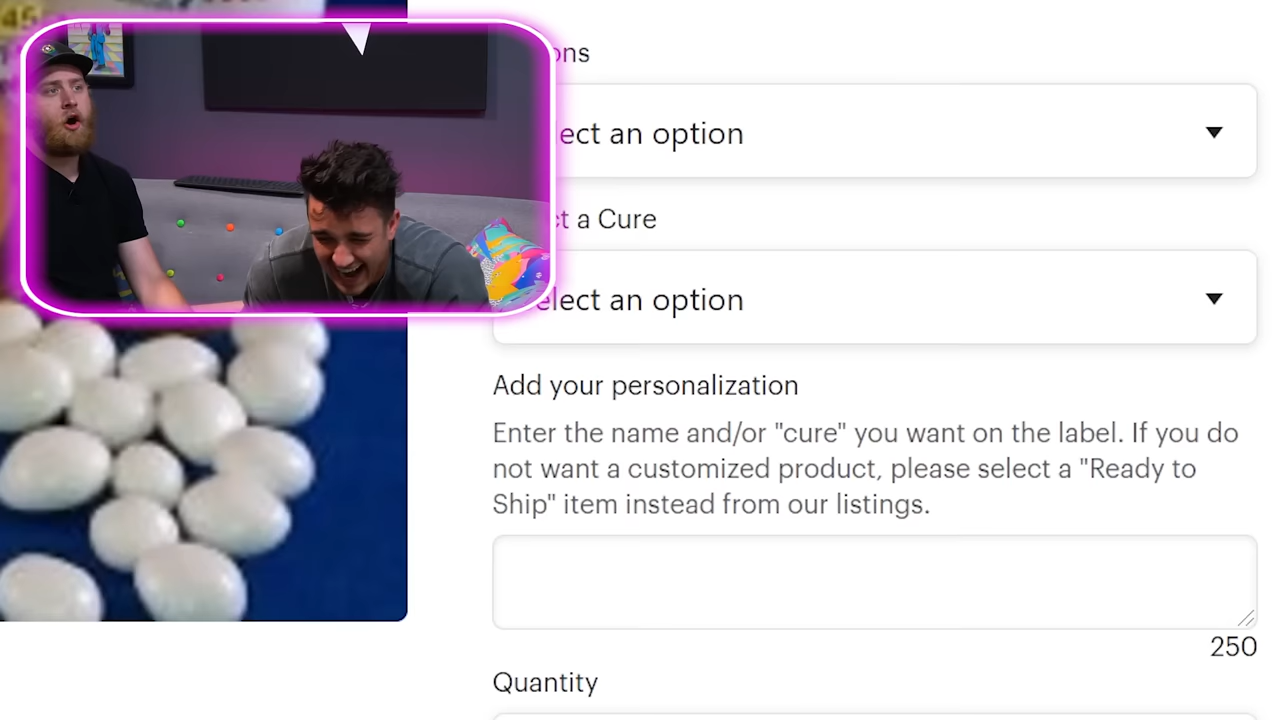 45
ons
ect an option
ct a Cure
elect an option
Add your personalization
Enter the name and/or "cure" you want on the label. If you do
not want a customized product, please select a "Ready to
Ship" item instead from our listings.
250
Quantity